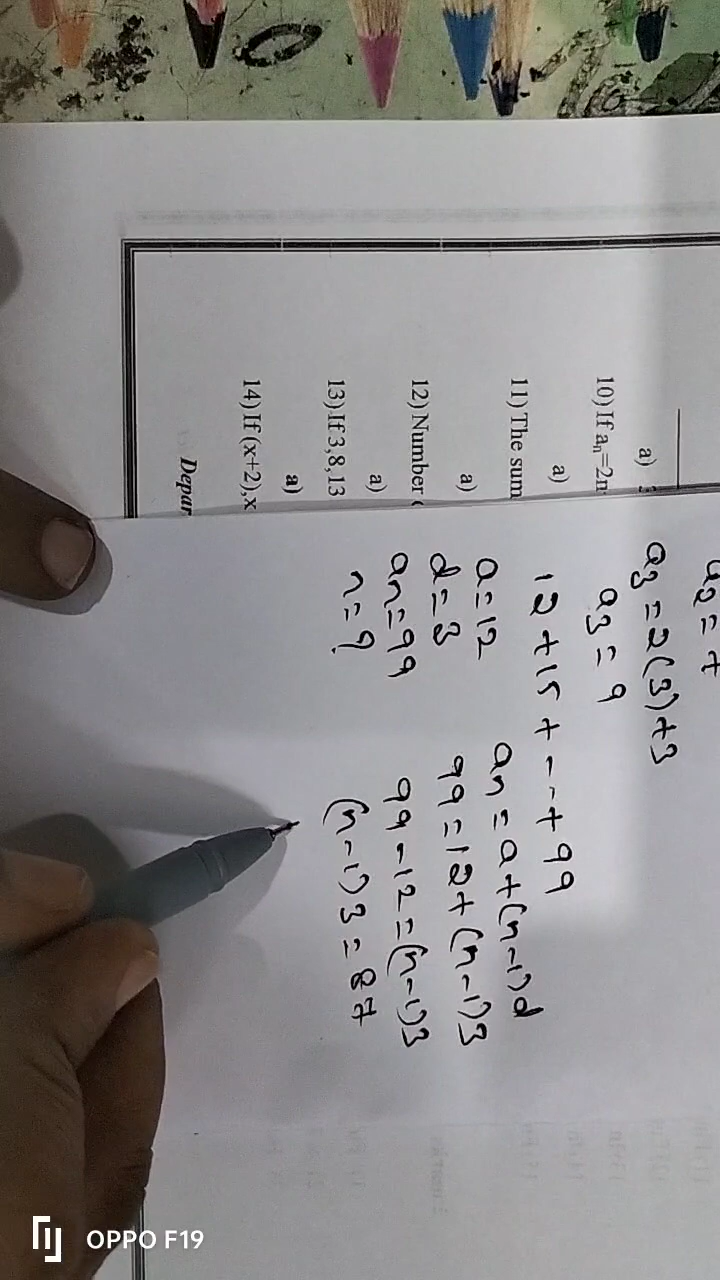 a)
10) If aₙ=2n
a)
11) The sum
a)
12) Number
a)
13) If 3,8,13
a)
14) If (x+2),x
Depar
a2 = 7
a3 = 2(3)+3
a3 = 9
12 + 15 + --+ 99
a = 12
d = 3
an = 99
n = ?
an = a+(n-1)d
99 = 12+(n-1)3
99-12 = (n-1)3
(n-1)3 = 87
OPPO F19